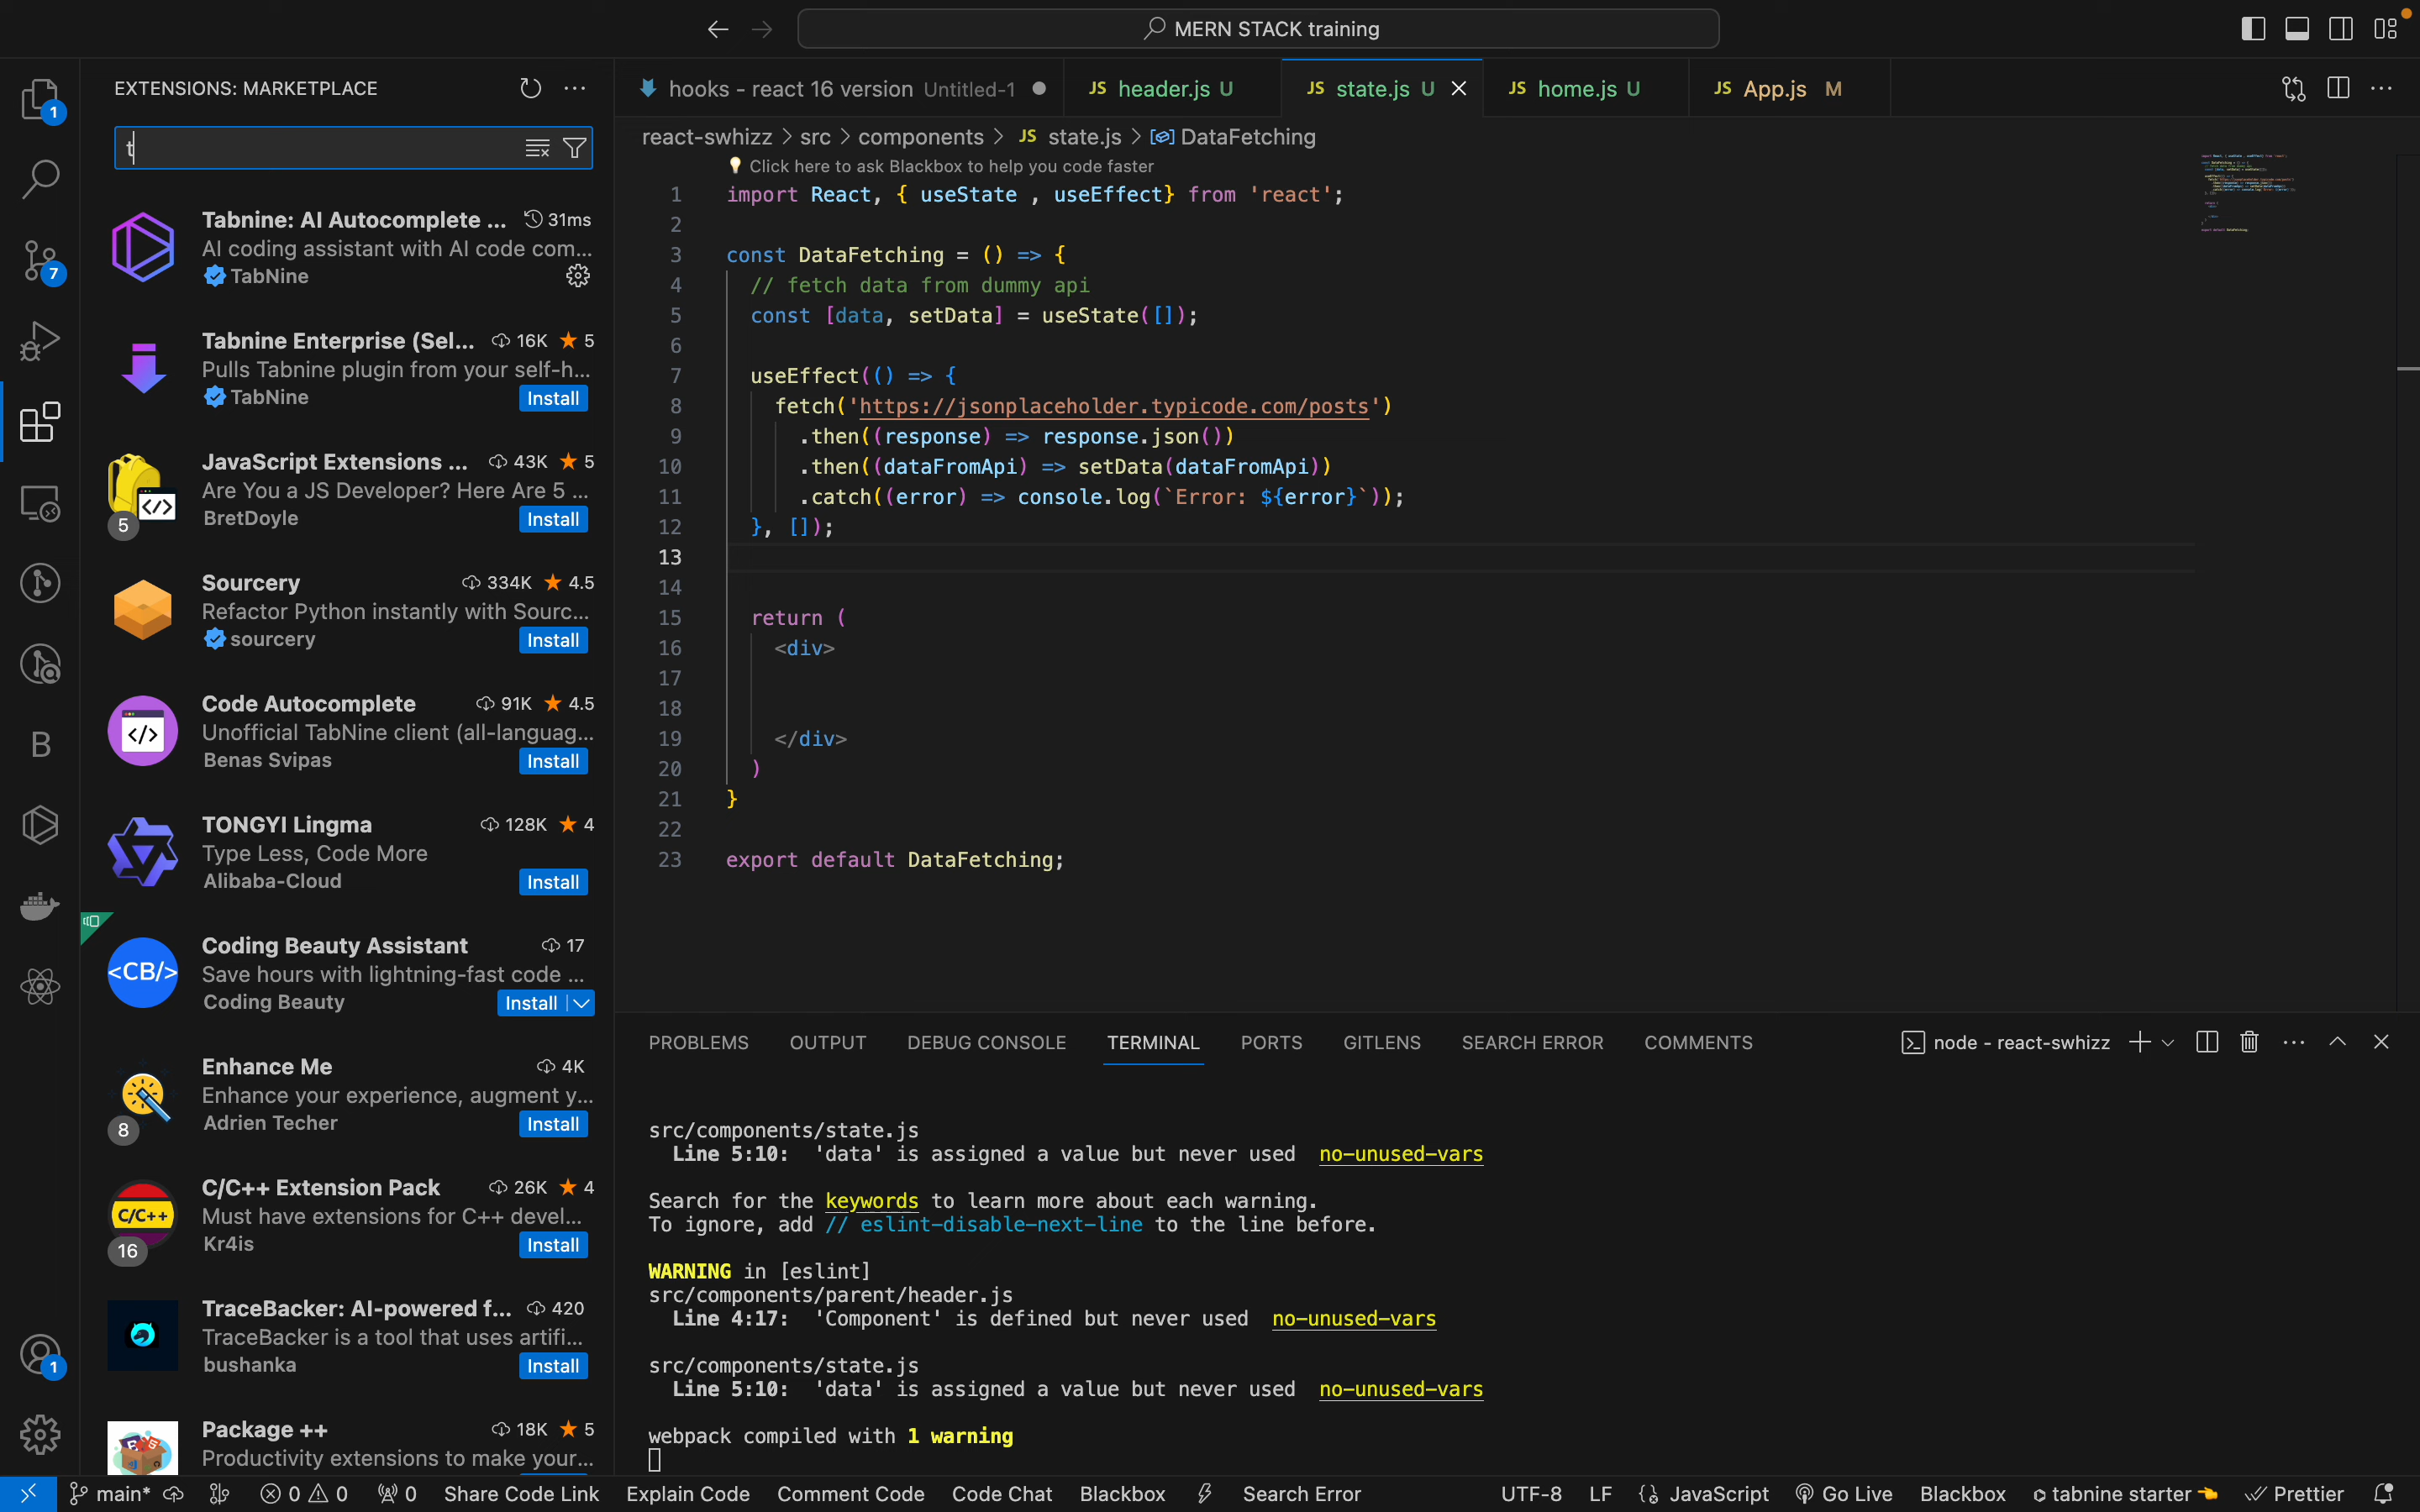 MERN STACK training
EXTENSIONS: MARKETPLACE
t
Tabnine: AI Autocomplete ... 31ms
AI coding assistant with AI code com...
TabNine
Tabnine Enterprise (Sel... 16K 5
Pulls Tabnine plugin from your self-h...
TabNine Install
JavaScript Extensions ... 43K 5
Are You a JS Developer? Here Are 5 ...
BretDoyle Install
5
Sourcery 334K 4.5
Refactor Python instantly with Sourc...
sourcery Install
Code Autocomplete 91K 4.5
Unofficial TabNine client (all-languag...
Benas Svipas Install
TONGYI Lingma 128K 4
Type Less, Code More
Alibaba-Cloud Install
<CB/>
Coding Beauty Assistant 17
Save hours with lightning-fast code ...
Coding Beauty Install
Enhance Me 4K
Enhance your experience, augment y...
Adrien Techer Install
8
C/C++
C/C++ Extension Pack 26K 4
Must have extensions for C++ devel...
Kr4is Install
16
TraceBacker: AI-powered f... 420
TraceBacker is a tool that uses artifi...
bushanka Install
Package ++ 18K 5
Productivity extensions to make your...
1
7
B
1
hooks - react 16 version Untitled-1
JS header.js U
JS state.js U
JS home.js U
JS App.js M
react-swhizz > src > components > JS state.js > DataFetching
Click here to ask Blackbox to help you code faster
1 import React, { useState , useEffect} from 'react';
2
3 const DataFetching = () => {
4 // fetch data from dummy api
5 const [data, setData] = useState([]);
6
7 useEffect(() => {
8 fetch('https://jsonplaceholder.typicode.com/posts')
9 .then((response) => response.json())
10 .then((dataFromApi) => setData(dataFromApi))
11 .catch((error) => console.log(`Error: ${error}`));
12 }, []);
13
14
15 return (
16 <div>
17
18
19 </div>
20 )
21 }
22
23 export default DataFetching;
PROBLEMS OUTPUT DEBUG CONSOLE TERMINAL PORTS GITLENS SEARCH ERROR COMMENTS node - react-swhizz
src/components/state.js
Line 5:10: 'data' is assigned a value but never used no-unused-vars
Search for the keywords to learn more about each warning.
To ignore, add // eslint-disable-next-line to the line before.
WARNING in [eslint]
src/components/parent/header.js
Line 4:17: 'Component' is defined but never used no-unused-vars
src/components/state.js
Line 5:10: 'data' is assigned a value but never used no-unused-vars
webpack compiled with 1 warning
main* 0 0 0 Share Code Link Explain Code Comment Code Code Chat Blackbox Search Error UTF-8 LF JavaScript Go Live Blackbox tabnine starter Prettier